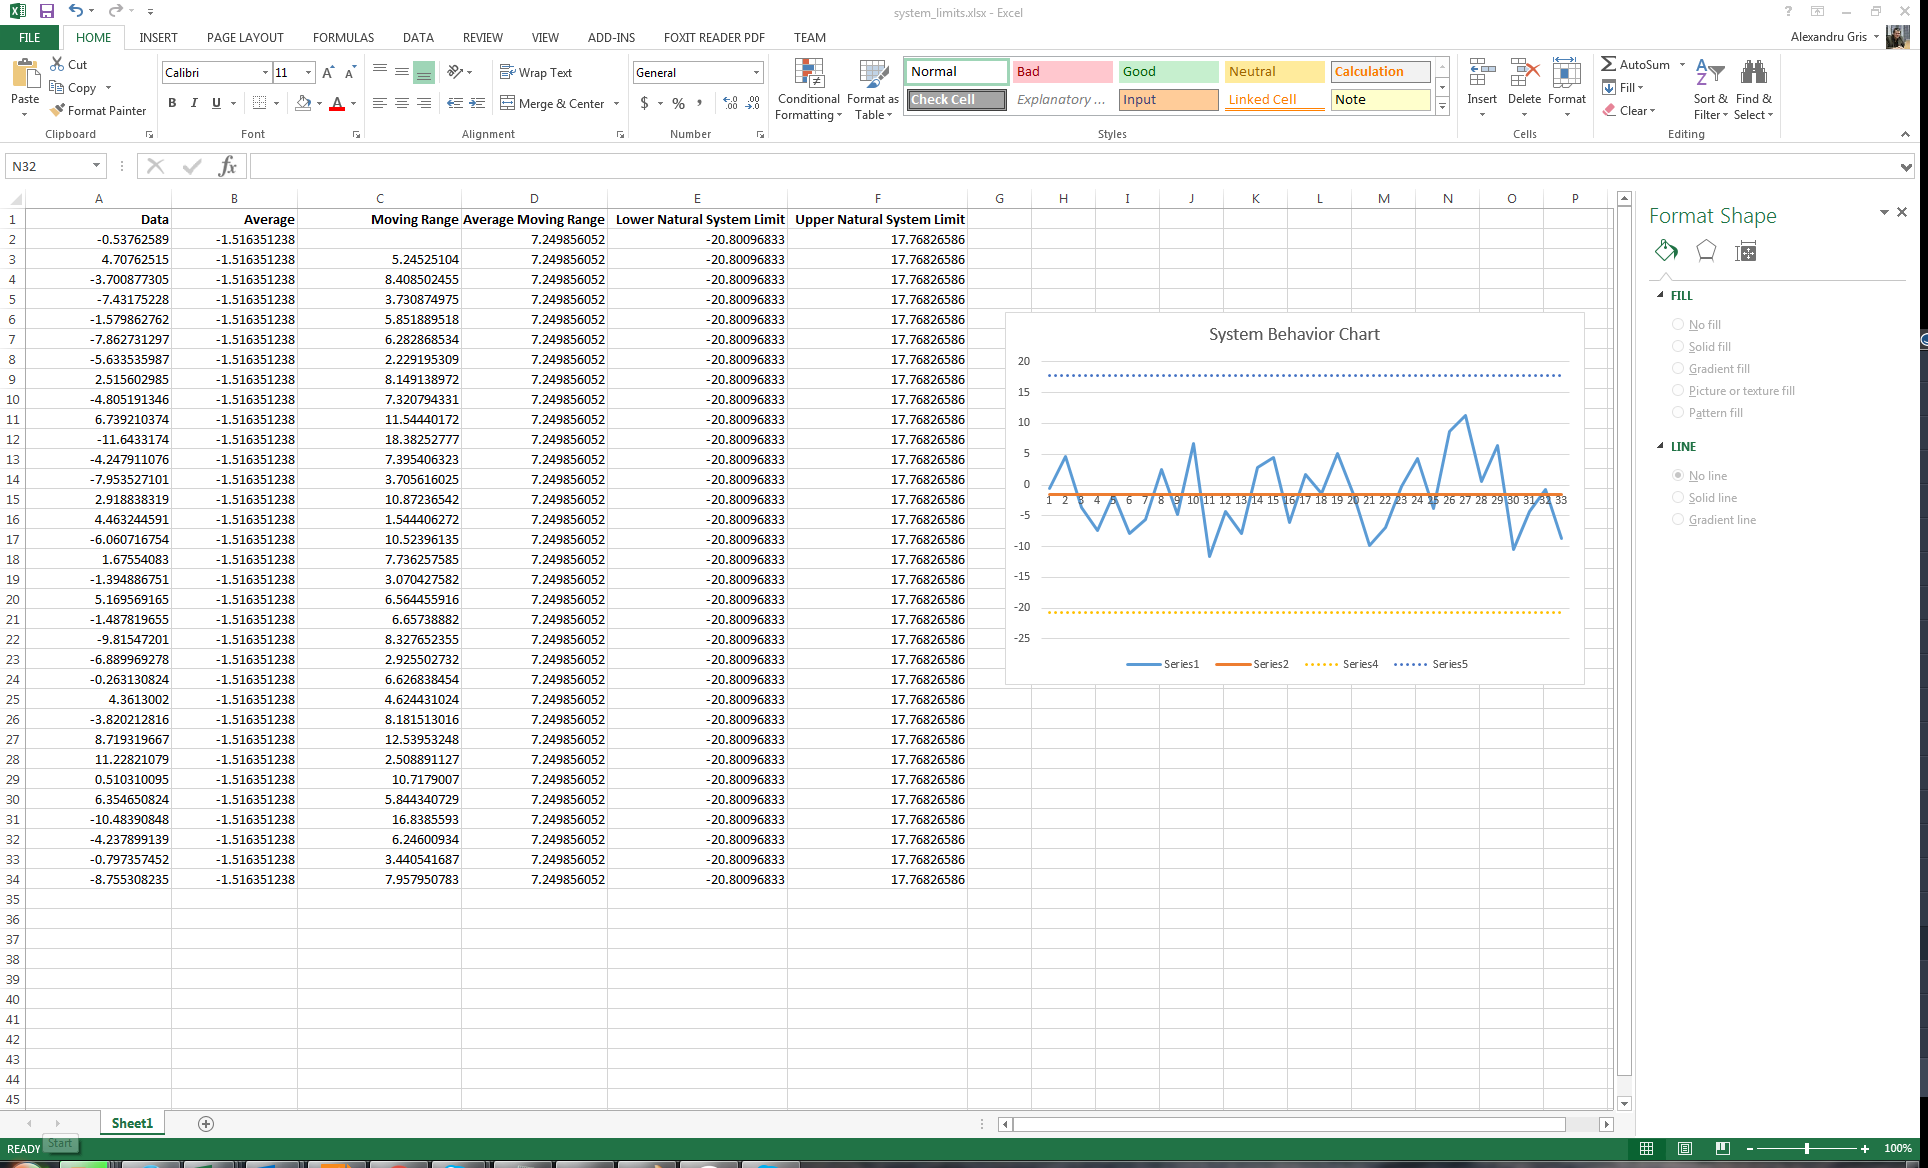 system_limits.xlsx - Excel
FILE HOME INSERT PAGE LAYOUT FORMULAS DATA REVIEW VIEW ADD-INS FOXIT READER PDF TEAM Alexandru Gris
Cut
Copy
Format Painter
Paste
Clipboard
Calibri 11
B I U
Font
Wrap Text
Merge & Center
Alignment
General
$ % ,
Number
Conditional Formatting
Format as Table
Normal Bad Good Neutral Calculation
Check Cell Explanatory ... Input Linked Cell Note
Styles
Insert Delete Format
Cells
AutoSum
Fill
Clear
Sort & Filter
Find & Select
Editing
N32 fx
A B C D E F G H I J K L M N O P
1 Data Average Moving Range Average Moving Range Lower Natural System Limit Upper Natural System Limit
2 -0.53762589 -1.516351238 7.249856052 -20.80096833 17.76826586
3 4.70762515 -1.516351238 5.24525104 7.249856052 -20.80096833 17.76826586
4 -3.700877305 -1.516351238 8.408502455 7.249856052 -20.80096833 17.76826586
5 -7.43175228 -1.516351238 3.730874975 7.249856052 -20.80096833 17.76826586
6 -1.579862762 -1.516351238 5.851889518 7.249856052 -20.80096833 17.76826586
7 -7.862731297 -1.516351238 6.282868534 7.249856052 -20.80096833 17.76826586
8 -5.633535987 -1.516351238 2.229195309 7.249856052 -20.80096833 17.76826586
9 2.515602985 -1.516351238 8.149138972 7.249856052 -20.80096833 17.76826586
10 -4.805191346 -1.516351238 7.320794331 7.249856052 -20.80096833 17.76826586
11 6.739210374 -1.516351238 11.54440172 7.249856052 -20.80096833 17.76826586
12 -11.6433174 -1.516351238 18.38252777 7.249856052 -20.80096833 17.76826586
13 -4.247911076 -1.516351238 7.395406323 7.249856052 -20.80096833 17.76826586
14 -7.953527101 -1.516351238 3.705616025 7.249856052 -20.80096833 17.76826586
15 2.918838319 -1.516351238 10.87236542 7.249856052 -20.80096833 17.76826586
16 4.463244591 -1.516351238 1.544406272 7.249856052 -20.80096833 17.76826586
17 -6.060716754 -1.516351238 10.52396135 7.249856052 -20.80096833 17.76826586
18 1.67554083 -1.516351238 7.736257585 7.249856052 -20.80096833 17.76826586
19 -1.394886751 -1.516351238 3.070427582 7.249856052 -20.80096833 17.76826586
20 5.169569165 -1.516351238 6.564455916 7.249856052 -20.80096833 17.76826586
21 -1.487819655 -1.516351238 6.65738882 7.249856052 -20.80096833 17.76826586
22 -9.81547201 -1.516351238 8.327652355 7.249856052 -20.80096833 17.76826586
23 -6.889969278 -1.516351238 2.925502732 7.249856052 -20.80096833 17.76826586
24 -0.263130824 -1.516351238 6.626838454 7.249856052 -20.80096833 17.76826586
25 4.3613002 -1.516351238 4.624431024 7.249856052 -20.80096833 17.76826586
26 -3.820212816 -1.516351238 8.181513016 7.249856052 -20.80096833 17.76826586
27 8.719319667 -1.516351238 12.53953248 7.249856052 -20.80096833 17.76826586
28 11.22821079 -1.516351238 2.508891127 7.249856052 -20.80096833 17.76826586
29 0.510310095 -1.516351238 10.7179007 7.249856052 -20.80096833 17.76826586
30 6.354650824 -1.516351238 5.844340729 7.249856052 -20.80096833 17.76826586
31 -10.48390848 -1.516351238 16.8385593 7.249856052 -20.80096833 17.76826586
32 -4.237899139 -1.516351238 6.24600934 7.249856052 -20.80096833 17.76826586
33 -0.797357452 -1.516351238 3.440541687 7.249856052 -20.80096833 17.76826586
34 -8.755308235 -1.516351238 7.957950783 7.249856052 -20.80096833 17.76826586
35
36
37
38
39
40
41
42
43
44
45
System Behavior Chart
20
15
10
5
0
1 2 3 4 5 6 7 8 9 10 11 12 13 14 15 16 17 18 19 20 21 22 23 24 25 26 27 28 29 30 31 32 33
-5
-10
-15
-20
-25
Series1 Series2 Series4 Series5
Format Shape
FILL
No fill
Solid fill
Gradient fill
Picture or texture fill
Pattern fill
LINE
No line
Solid line
Gradient line
Sheet1
Start
READY
100%